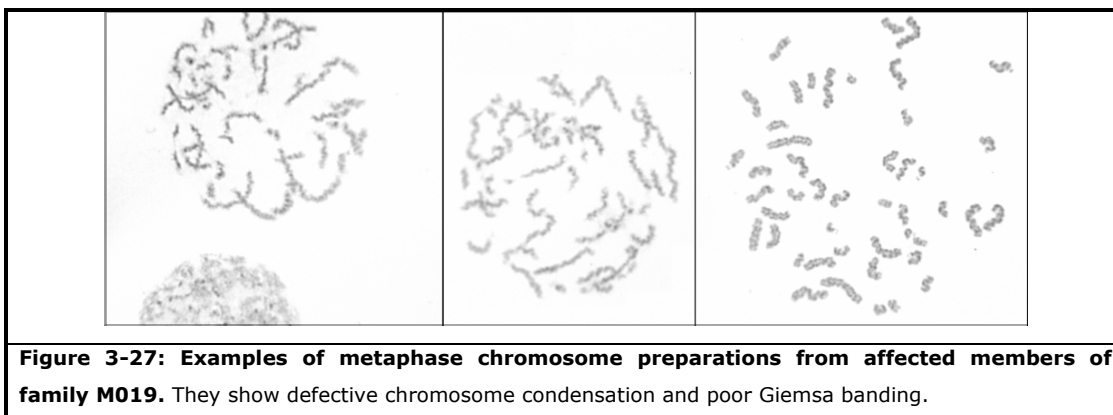 Figure 3-27: Examples of metaphase chromosome preparations from affected members of
family M019. They show defective chromosome condensation and poor Giemsa banding.